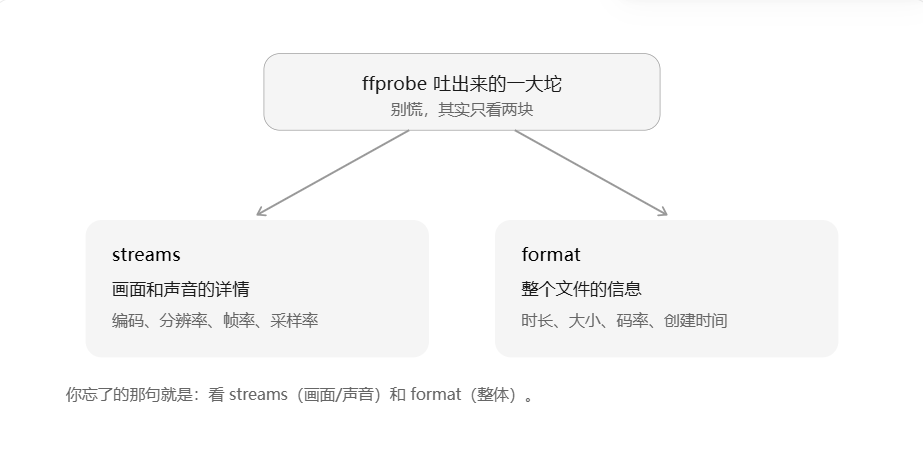 ffprobe 吐出来的一大坨
别慌，其实只看两块
streams
画面和声音的详情
编码、分辨率、帧率、采样率
format
整个文件的信息
时长、大小、码率、创建时间
你忘了的那句就是：看 streams（画面/声音）和 format（整体）。